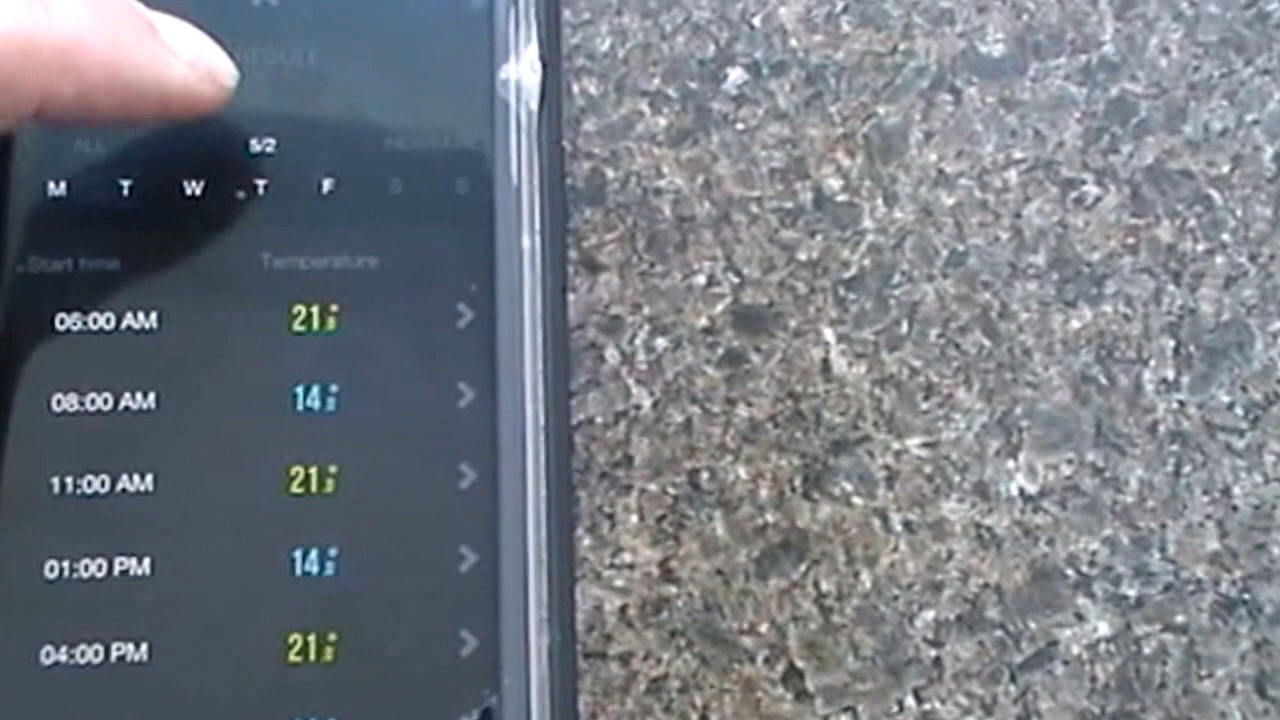 ALL 5/2
M T W T F S S
Start time Temperature
06:00 AM 21
08:00 AM 14
11:00 AM 21
01:00 PM 14
04:00 PM 21